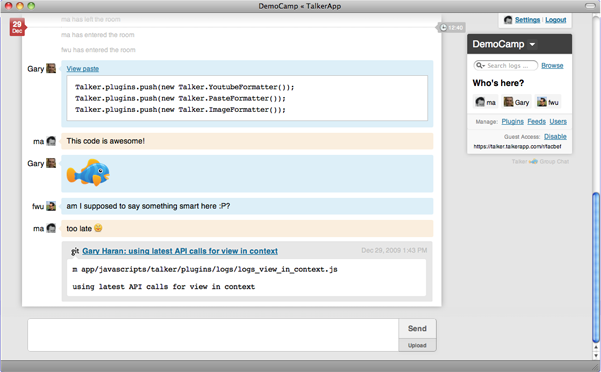 DemoCamp « TalkerApp
ma has left the room
29
Dec
12:40
ma has entered the room
fwu has entered the room
Gary
View paste
Talker.plugins.push(new Talker.YoutubeFormatter());
Talker.plugins.push(new Talker.PasteFormatter());
Talker.plugins.push(new Talker.ImageFormatter());
ma
This code is awesome!
Gary
fwu
am I supposed to say something smart here :P?
ma
too late
git Gary Haran: using latest API calls for view in context
Dec 29, 2009 1:43 PM
m app/javascripts/talker/plugins/logs/logs_view_in_context.js
using latest API calls for view in context
Send
Upload
Settings Logout
DemoCamp
Search logs ...
Browse
Who's here?
ma Gary fwu
Manage: Plugins Feeds Users
Guest Access: Disable
https://talker.talkerapp.com/r/facbef
Talker Group Chat